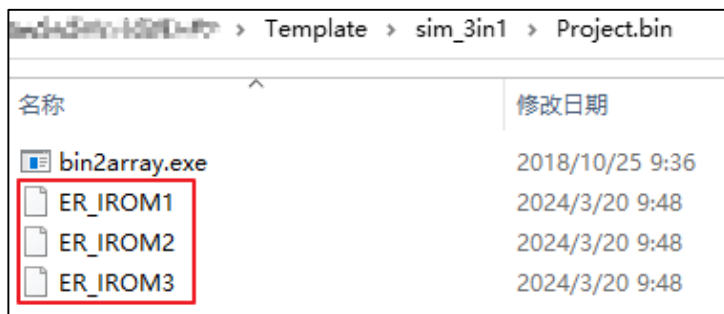 > Template > sim_3in1 > Project.bin
名称 修改日期
bin2array.exe 2018/10/25 9:36
ER_IROM1 2024/3/20 9:48
ER_IROM2 2024/3/20 9:48
ER_IROM3 2024/3/20 9:48